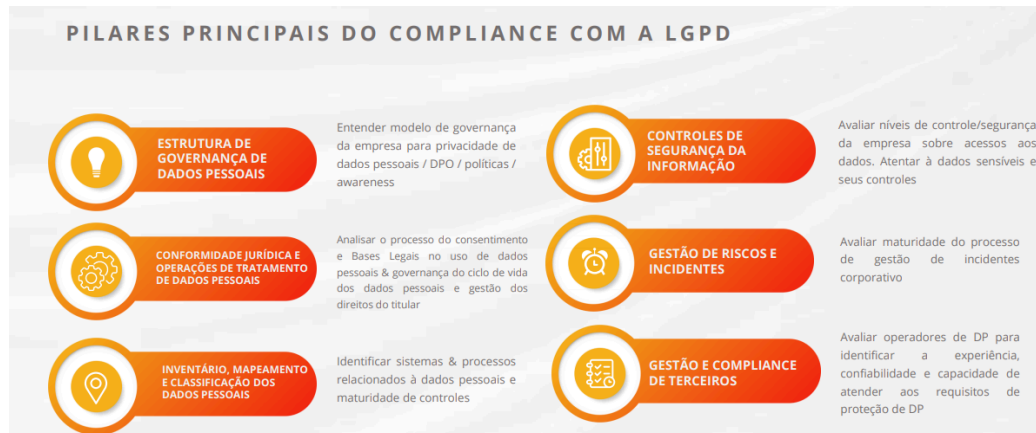 PILARES PRINCIPAIS DO COMPLIANCE COM A LGPD
ESTRUTURA DE
GOVERNANÇA DE
DADOS PESSOAIS
Entender modelo de governança
da empresa para privacidade de
dados pessoais / DPO / políticas /
awareness
CONFORMIDADE JURÍDICA E
OPERAÇÕES DE TRATAMENTO
DE DADOS PESSOAIS
Analisar o processo do consentimento
e Bases Legais no uso de dados
pessoais & governança do ciclo de vida
dos dados pessoais e gestão dos
direitos do titular
INVENTÁRIO, MAPEAMENTO
E CLASSIFICAÇÃO DOS
DADOS PESSOAIS
Identificar sistemas & processos
relacionados à dados pessoais e
maturidade de controles
CONTROLES DE
SEGURANÇA DA
INFORMAÇÃO
Avaliar níveis de controle/segurança
da empresa sobre acessos aos
dados. Atentar à dados sensíveis e
seus controles
GESTÃO DE RISCOS E
INCIDENTES
Avaliar maturidade do processo
de gestão de incidentes
corporativo
GESTÃO E COMPLIANCE
DE TERCEIROS
Avaliar operadores de DP para
identificar a experiência,
confiabilidade e capacidade de
atender aos requisitos de
proteção de DP